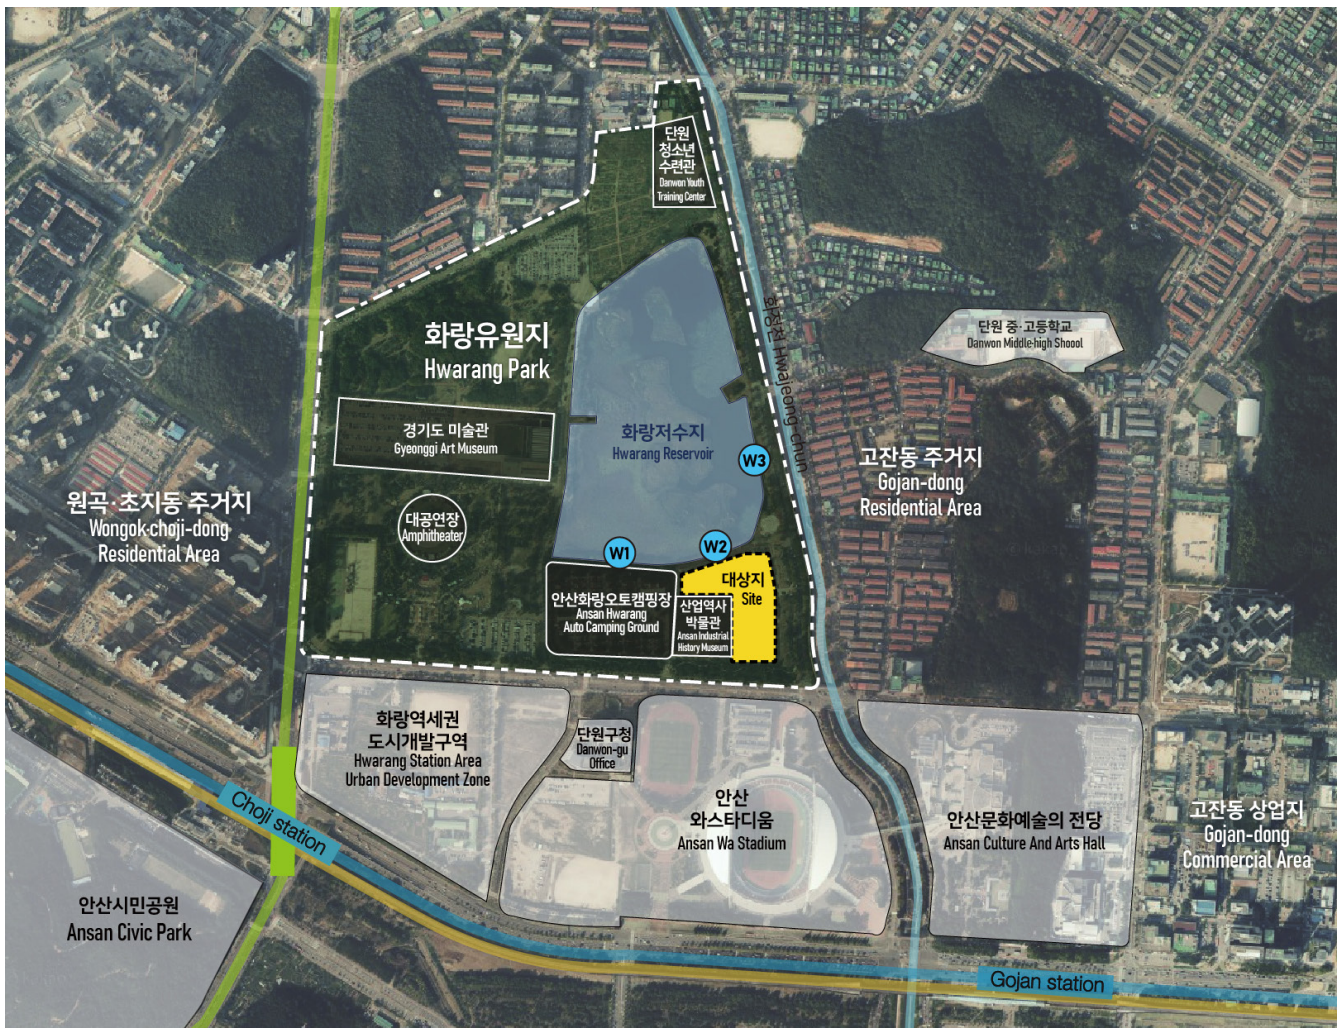 단원
청소년
수련관
Danwon Youth
Training Center
화랑유원지
Hwarang Park
화정천 Hwajeong-chun
단원 중·고등학교
Danwon Middle-high Shoool
경기도 미술관
Gyeonggi Art Museum
화랑저수지
Hwarang Reservoir
W3
고잔동 주거지
Gojan-dong
Residential Area
원곡·초지동 주거지
Wongok·choji-dong
Residential Area
대공연장
Amphitheater
W1
W2
대상지
Site
안산화랑오토캠핑장
Ansan Hwarang
Auto Camping Ground
산업역사
박물관
Ansan Industrial
History Museum
화랑역세권
도시개발구역
Hwarang Station Area
Urban Development Zone
단원구청
Danwon-gu
Office
안산
와스타디움
Ansan Wa Stadium
안산문화예술의 전당
Ansan Culture And Arts Hall
고잔동 상업지
Gojan-dong
Commercial Area
Choji station
안산시민공원
Ansan Civic Park
Gojan station